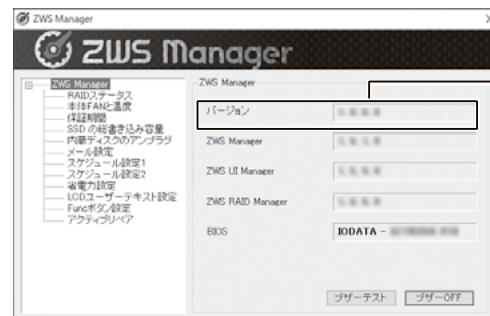 ZWS Manager
ZWS Manager
ZWS Manager
RAIDステータス
本体FANと温度
保証期間
SSD の総書き込み容量
内蔵ディスクのアンプラグ
メール設定
スケジュール設定1
スケジュール設定2
省電力設定
LCDユーザーテキスト設定
Funcボタン設定
アクティブリペア
ZWS Manager
バージョン
ZWS Manager
ZWS UI Manager
ZWS RAID Manager
BIOS
IODATA -
ブザーテスト
ブザーOFF